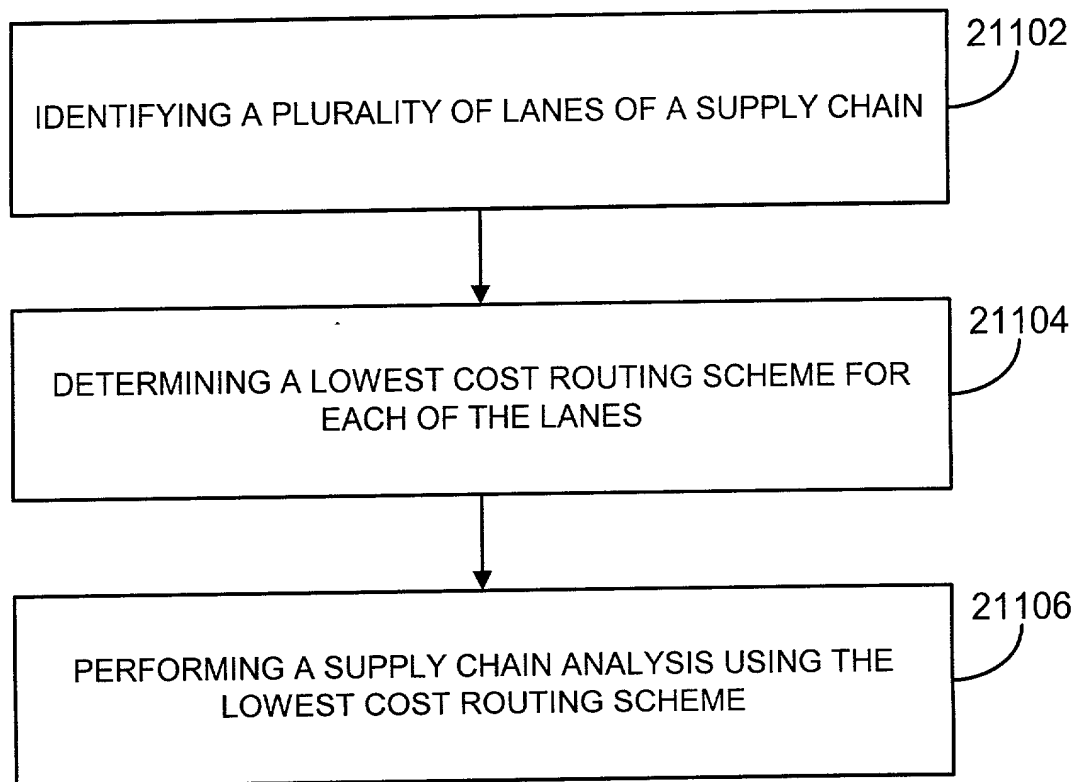 21102
IDENTIFYING A PLURALITY OF LANES OF A SUPPLY CHAIN
21104
DETERMINING A LOWEST COST ROUTING SCHEME FOR
EACH OF THE LANES
21106
PERFORMING A SUPPLY CHAIN ANALYSIS USING THE
LOWEST COST ROUTING SCHEME